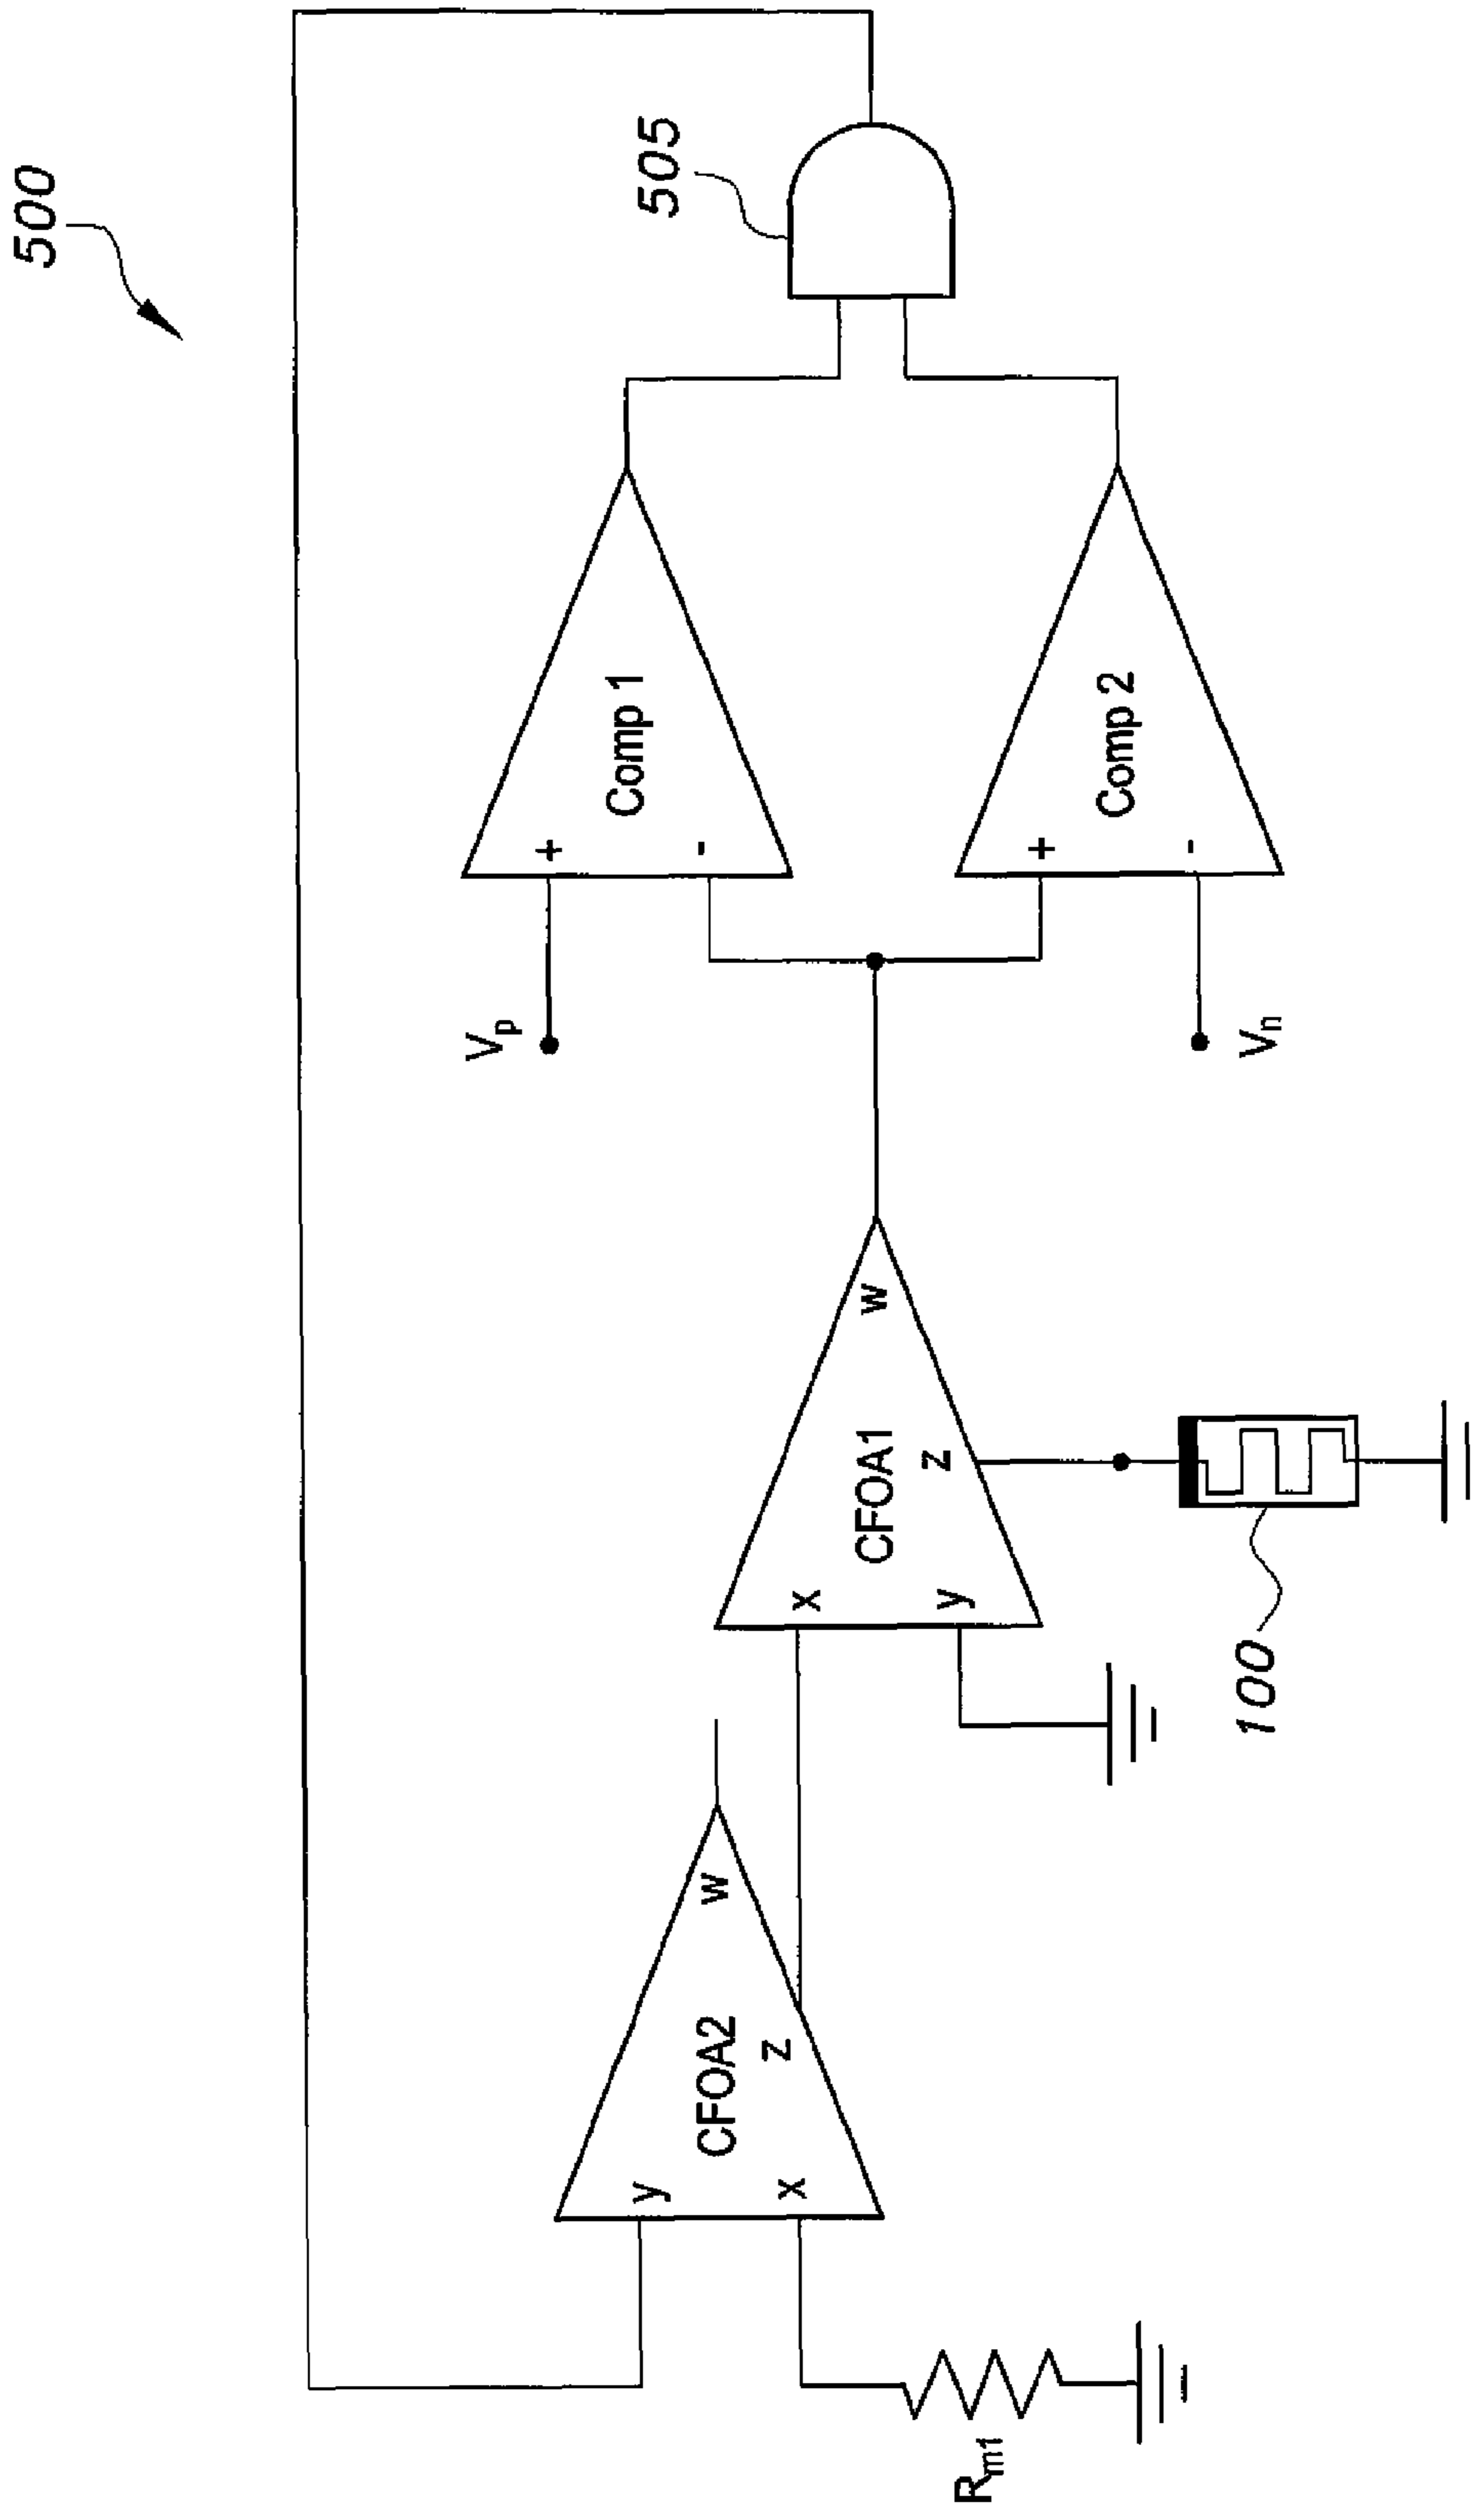 500
505
Comp 1
+
-
Comp 2
+
-
Vp
Vn
CFOA1
w
z
x
y
100
CFOA2
w
z
y
x
Rm1